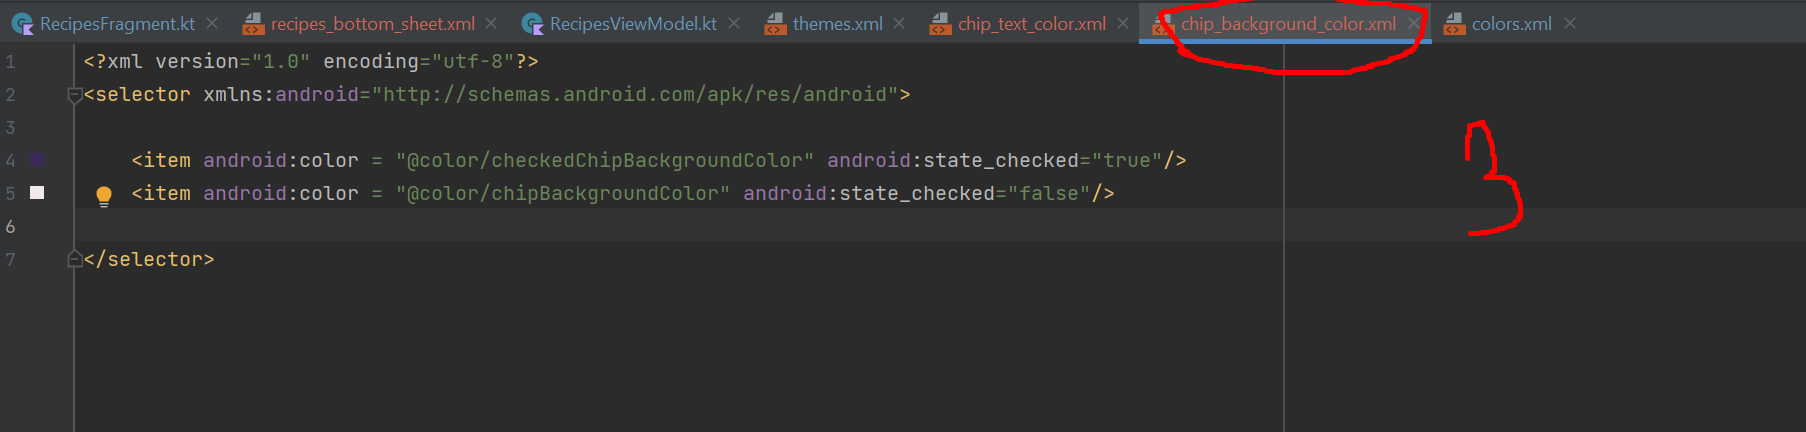 RecipesFragment.kt recipes_bottom_sheet.xml RecipesViewModel.kt themes.xml chip_text_color.xml chip_background_color.xml colors.xml
1 <?xml version="1.0" encoding="utf-8"?>
2 <selector xmlns:android="http://schemas.android.com/apk/res/android">
3
4 <item android:color = "@color/checkedChipBackgroundColor" android:state_checked="true"/>
5 <item android:color = "@color/chipBackgroundColor" android:state_checked="false"/>
6
7 </selector>
3